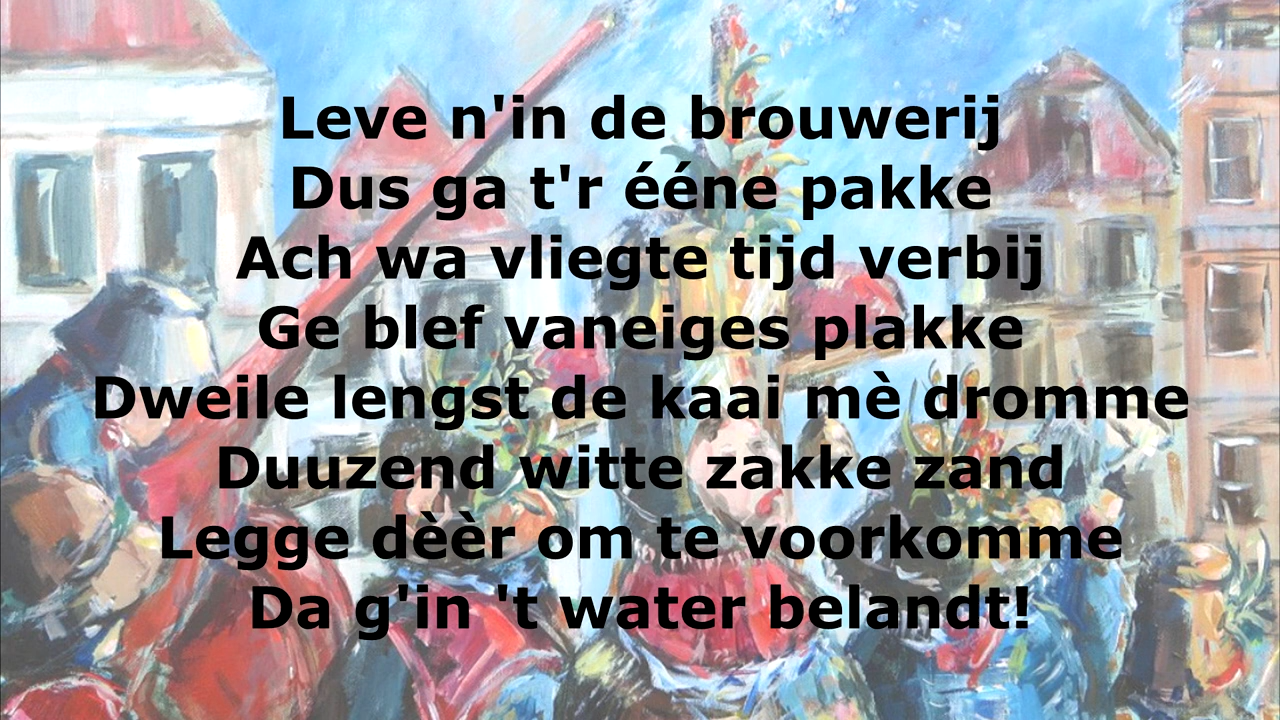 Leve n'in de brouwerij
Dus ga t'r ééne pakke
Ach wa vliegte tijd verbij
Ge blef vaneiges plakke
Dweile lengst de kaai mè dromme
Duuzend witte zakke zand
Legge dèèr om te voorkomme
Da g'in 't water belandt!